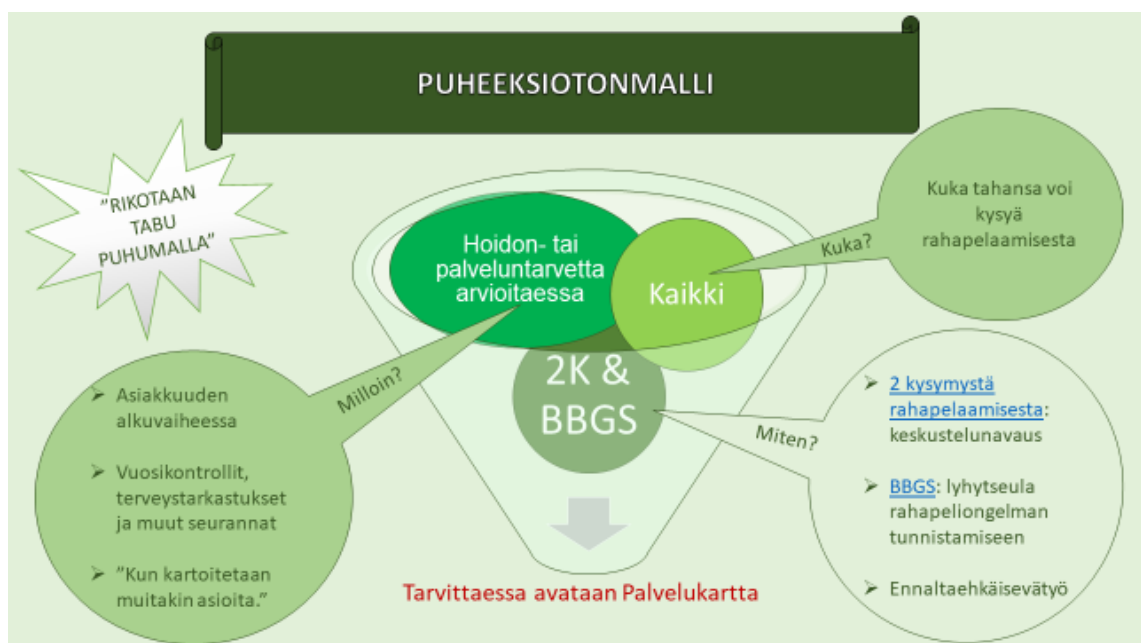 PUHEEKSIOTONMALLI
”RIKOTAAN
TABU
PUHUMALLA”
Hoidon- tai
palveluntarvetta
arvioitaessa
Kaikki
2K &
BBGS
Kuka?
Kuka tahansa voi
kysyä
rahapelaamisesta
Milloin?
➢ Asiakkuuden
alkuvaiheessa
➢ Vuosikontrollit,
terveystarkastukset
ja muut seurannat
➢ ”Kun kartoitetaan
muitakin asioita.”
Miten?
➢ 2 kysymystä
rahapelaamisesta:
keskustelunavaus
➢ BBGS: lyhytseula
rahapeliongelman
tunnistamiseen
➢ Ennaltaehkäisevätyö
Tarvittaessa avataan Palvelukartta